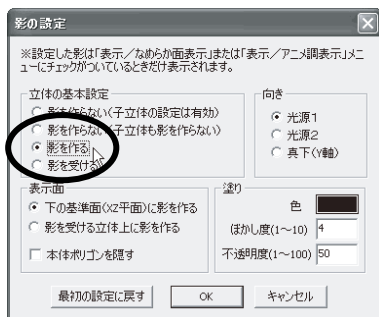 影の設定
※設定した影は「表示／なめらか面表示」または「表示／アニメ調表示」メニ
ューにチェックがついているときだけ表示されます。
立体の基本設定
影を作らない(子立体の設定は有効)
影を作らない(子立体も影を作らない)
影を作る
影を受ける
向き
光源1
光源2
真下(Y軸)
表示面
下の基準面(XZ平面)に影を作る
影を受ける立体上に影を作る
本体ポリゴンを隠す
塗り
色
ぼかし度(1～10) 4
不透明度(1～100) 50
最初の設定に戻す
OK
キャンセル